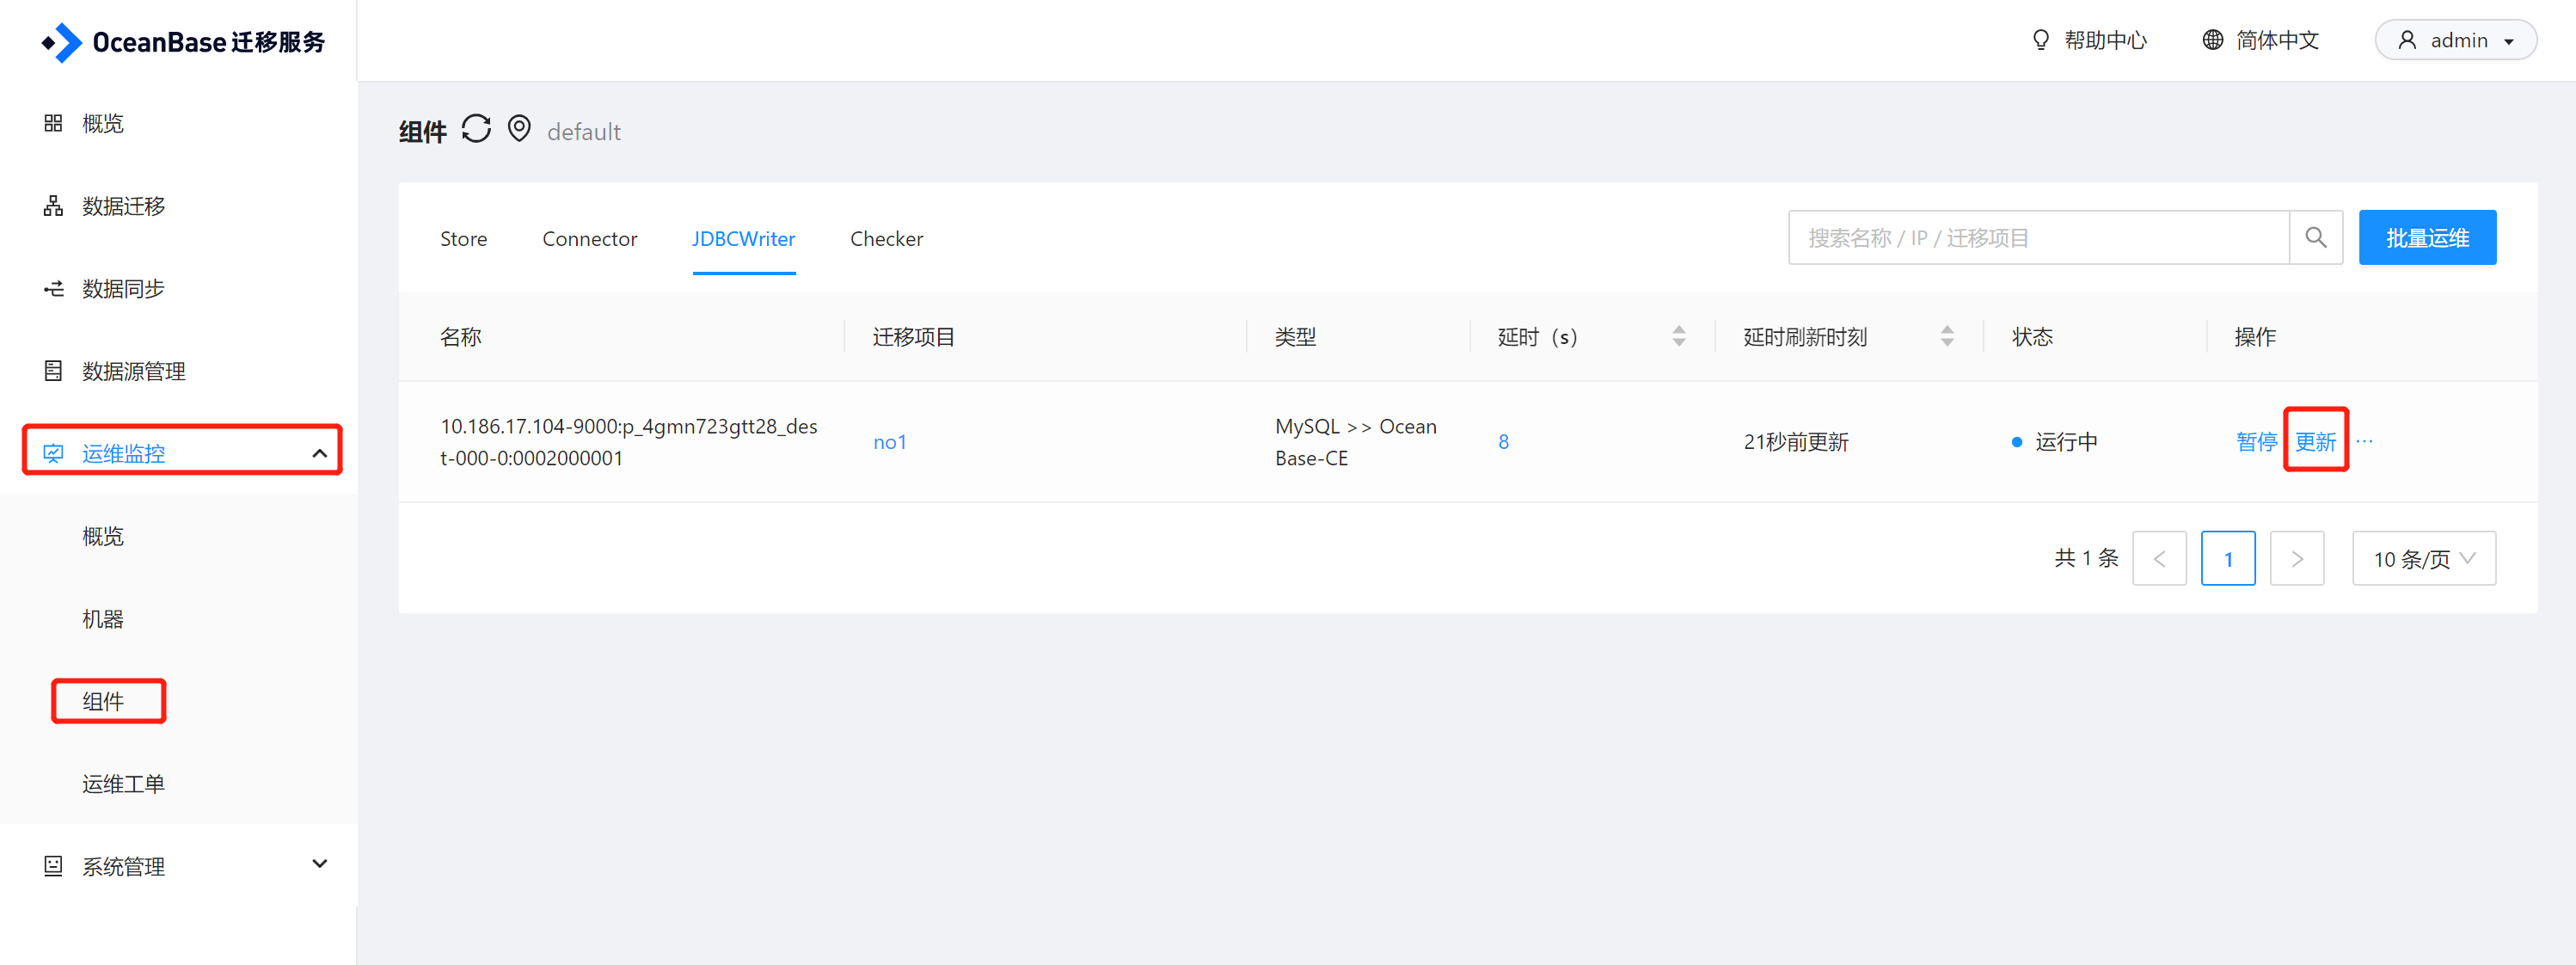 OceanBase 迁移服务
帮助中心
简体中文
admin
概览
数据迁移
数据同步
数据源管理
运维监控
概览
机器
组件
运维工单
系统管理
组件 default
Store Connector JDBCWriter Checker
搜索名称 / IP / 迁移项目
批量运维
名称 迁移项目 类型 延时（s） 延时刷新时刻 状态 操作
10.186.17.104-9000:p_4gmn723gtt28_des
t-000-0:0002000001
no1
MySQL >> Ocean
Base-CE
8
21秒前更新
运行中
暂停 更新 ···
共 1 条 < 1 > 10 条/页